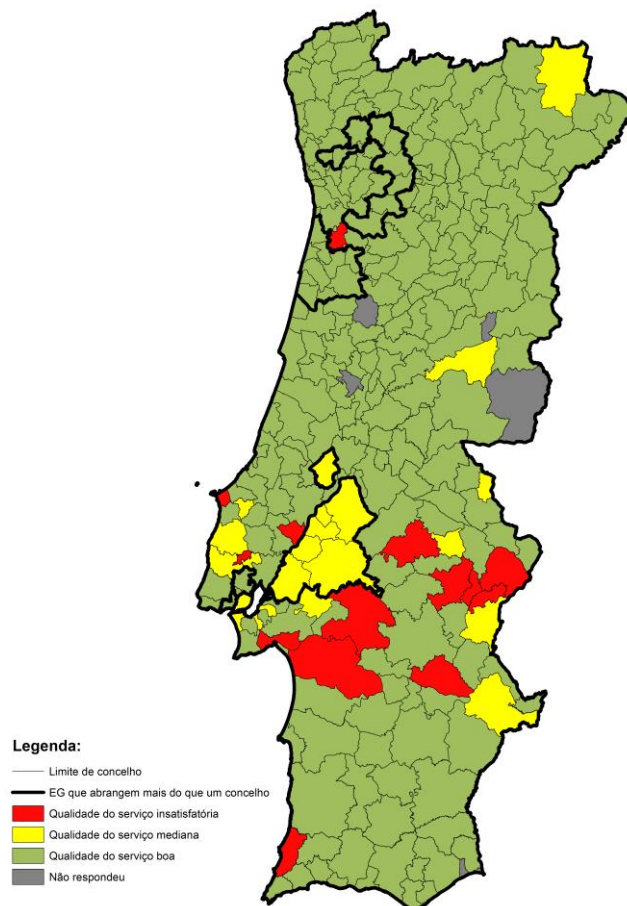 Legenda:
Limite de concelho
EG que abrangem mais do que um concelho
Qualidade do serviço insatisfatória
Qualidade do serviço mediana
Qualidade do serviço boa
Não respondeu